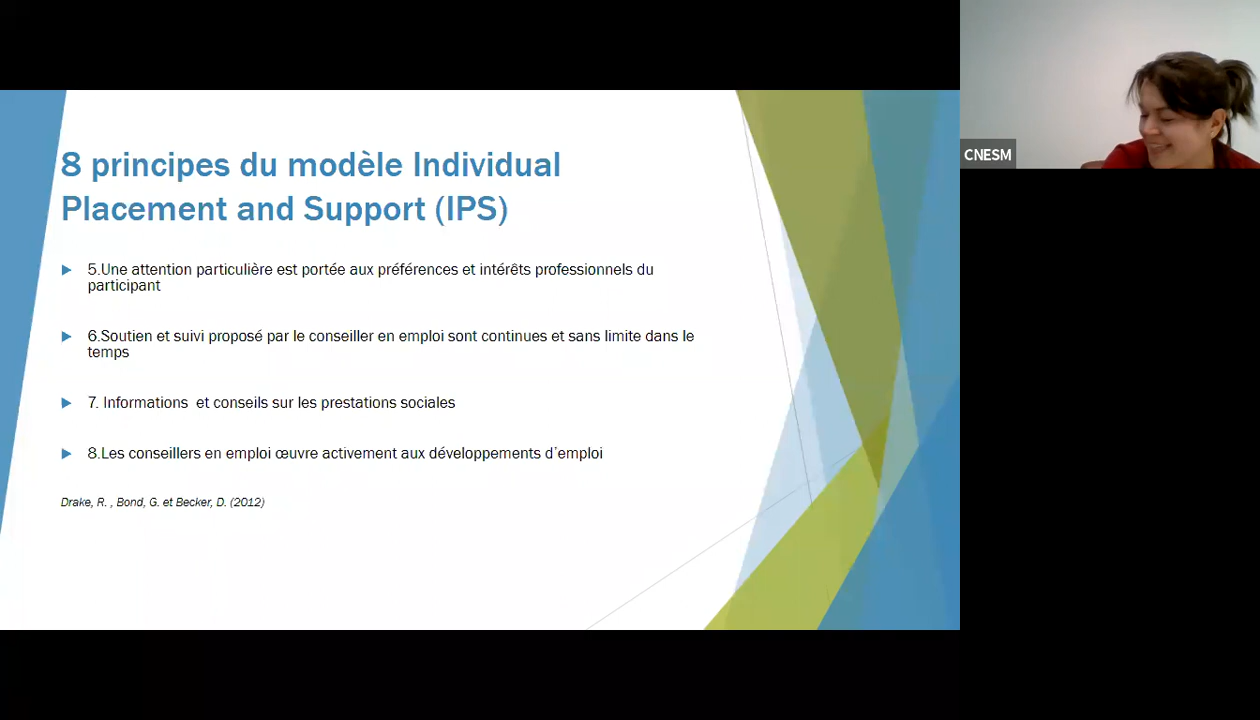 8 principes du modèle Individual
Placement and Support (IPS)
5.Une attention particulière est portée aux préférences et intérêts professionnels du
participant
6.Soutien et suivi proposé par le conseiller en emploi sont continues et sans limite dans le
temps
7. Informations  et conseils sur les prestations sociales
8.Les conseillers en emploi œuvre activement aux développements d'emploi
Drake, R. , Bond, G. et Becker, D. (2012)
CNESM